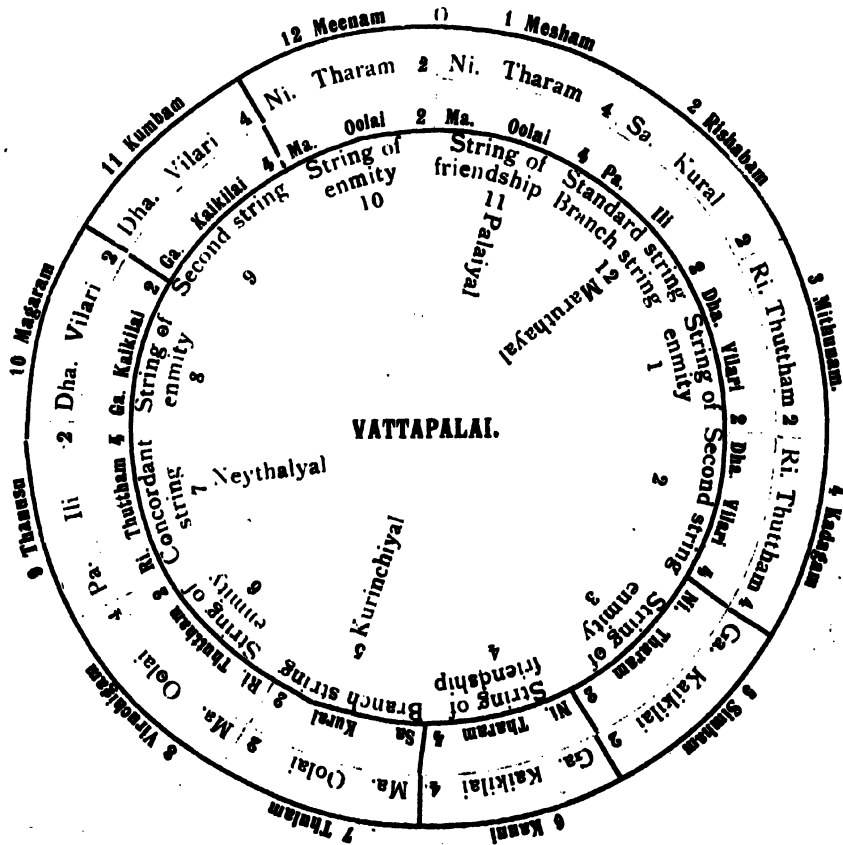 0
1 Mesham
2 Rishabam
3 Mithunam.
4 Kadagam
5 Simham
6 Kanni
7 Thulam
8 Viruchigam
9 Thanusu
10 Magaram
11 Kumbam
12 Meenam
2 Ni. Tharam
4 Sa. Kural
2 Ri. Thuttham
2 Ri. Thuttham
4 Ga. Kaikilai
2 Ga. Kaikilai
4 Ma. Oolai
2 Ma. Oolai
4 Pa. Ili
2 Dha. Vilari
2 Dha. Vilari
4 Ni. Tharam
2 Ma. Oolai
4 Pa. Ili
2 Dha. Vilari
2 Dha. Vilari
4 Ni. Tharam
2 Ni. Tharam
4 Sa Kural
2 Ri. Thuttham
2 Ri. Thuttham
4 Ga. Kaikilai
2 Ga. Kaikilai
4 Ma. Oolai
String of
friendship
11
Palaiyal
Standard string
Branch string
12
Maruthayal
String of
enmity
1
Second string
2
String of
enmity
3
String of
friendship
4
Branch string
5
Kurinchiyal
String of
enmity.
6
Concordant
string
7
Neythalyal
String of
enmity
8
Second string
9
String of
enmity
10
VATTAPALAI.